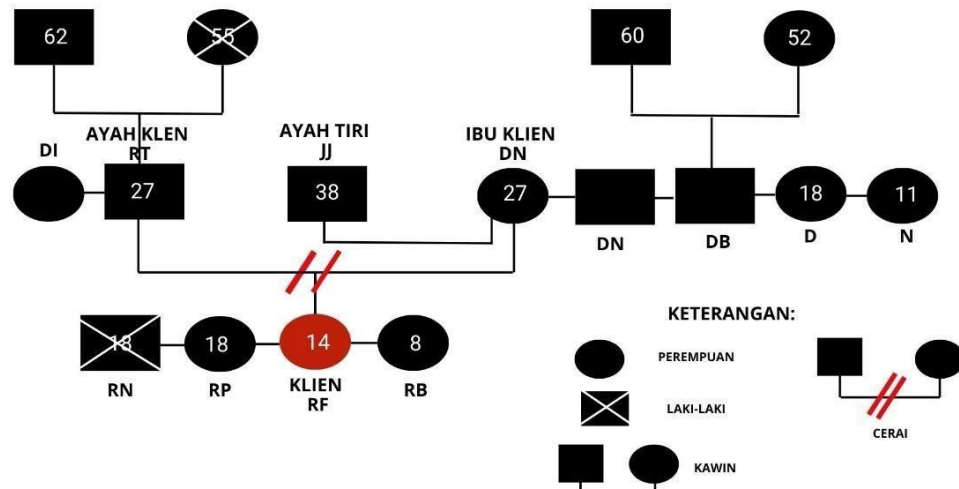 62
55
60
52
AYAH KLEN
RT
AYAH TIRI
JJ
IBU KLIEN
DN
DI
27
38
27
18
11
DN
DB
D
N
18
18
14
8
RN
RP
KLIEN
RF
RB
KETERANGAN:
PEREMPUAN
LAKI-LAKI
KAWIN
CERAI